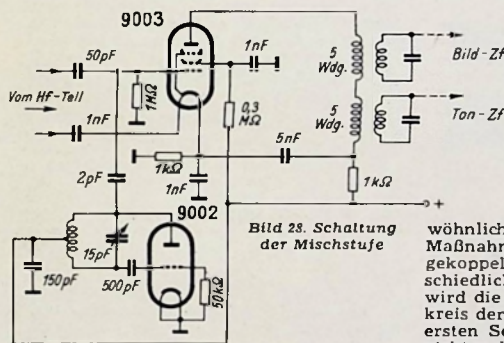 9003
50pF
1nF
5
Wdg.
Bild-Zf
Vom Hf-Teil
1MΩ
0,3
MΩ
5
Wdg.
Ton-Zf
1nF
5nF
1kΩ
2pF
1nF
1kΩ
9002
+
Bild 28. Schaltung
der Mischstufe
15pF
150pF
500pF
50kΩ
wöhnlich
Maßnahm
gekoppel
schiedlich
wird die
kreis der
ersten Se